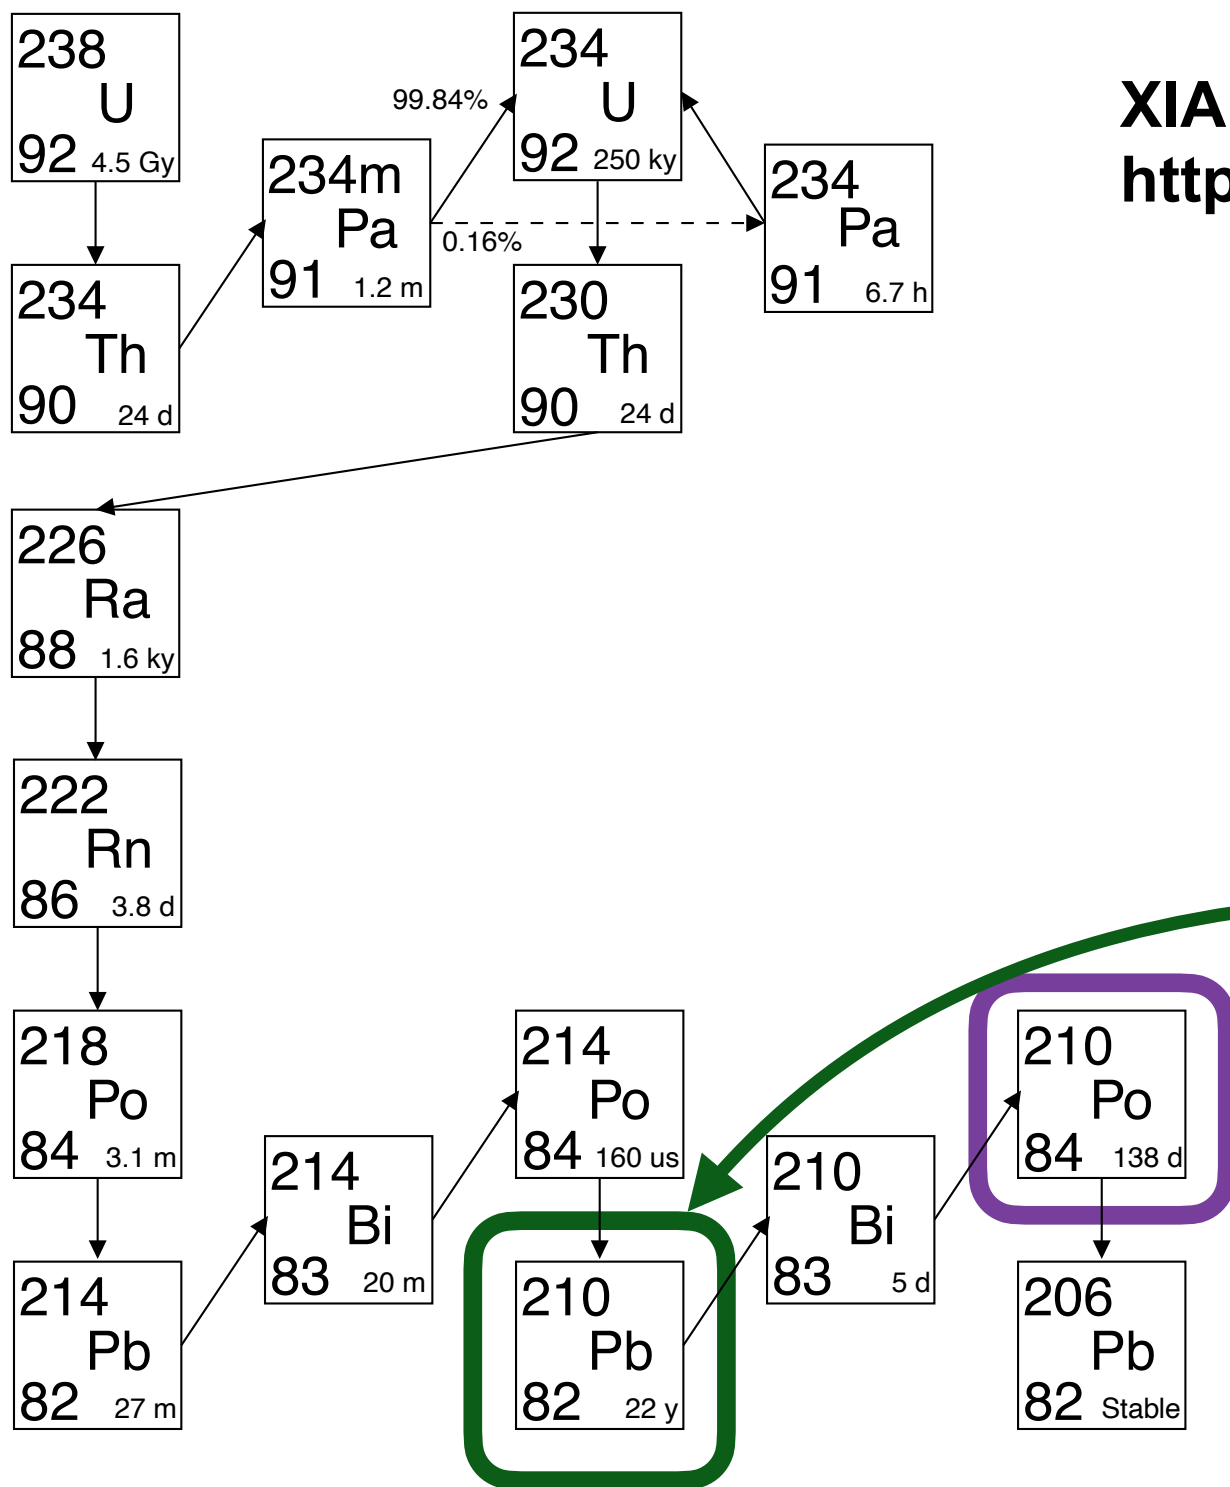 238
U
92 4.5 Gy
234
Th
90 24 d
234m
Pa
91 1.2 m
99.84%
0.16%
234
U
92 250 ky
230
Th
90 24 d
234
Pa
91 6.7 h
XIA
http
226
Ra
88 1.6 ky
222
Rn
86 3.8 d
218
Po
84 3.1 m
214
Pb
82 27 m
214
Bi
83 20 m
214
Po
84 160 us
210
Pb
82 22 y
210
Bi
83 5 d
210
Po
84 138 d
206
Pb
82 Stable